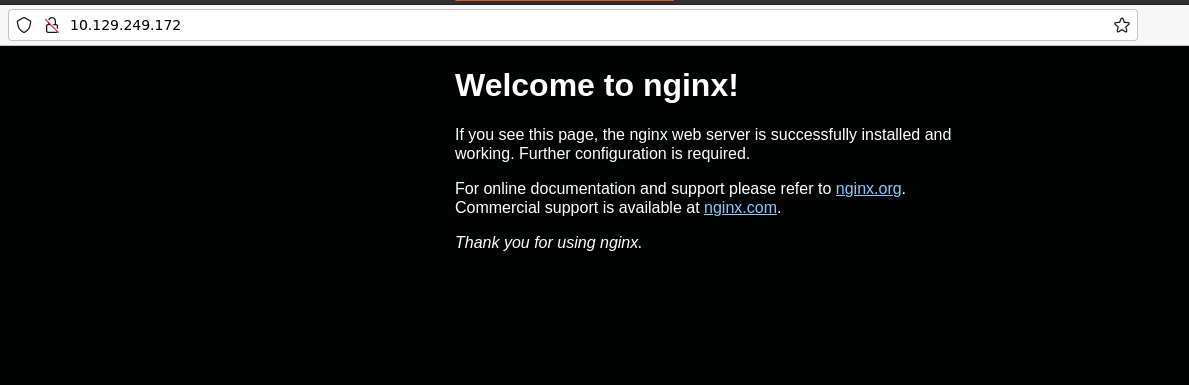 10.129.249.172
Welcome to nginx!
If you see this page, the nginx web server is successfully installed and
working. Further configuration is required.
For online documentation and support please refer to nginx.org.
Commercial support is available at nginx.com.
Thank you for using nginx.